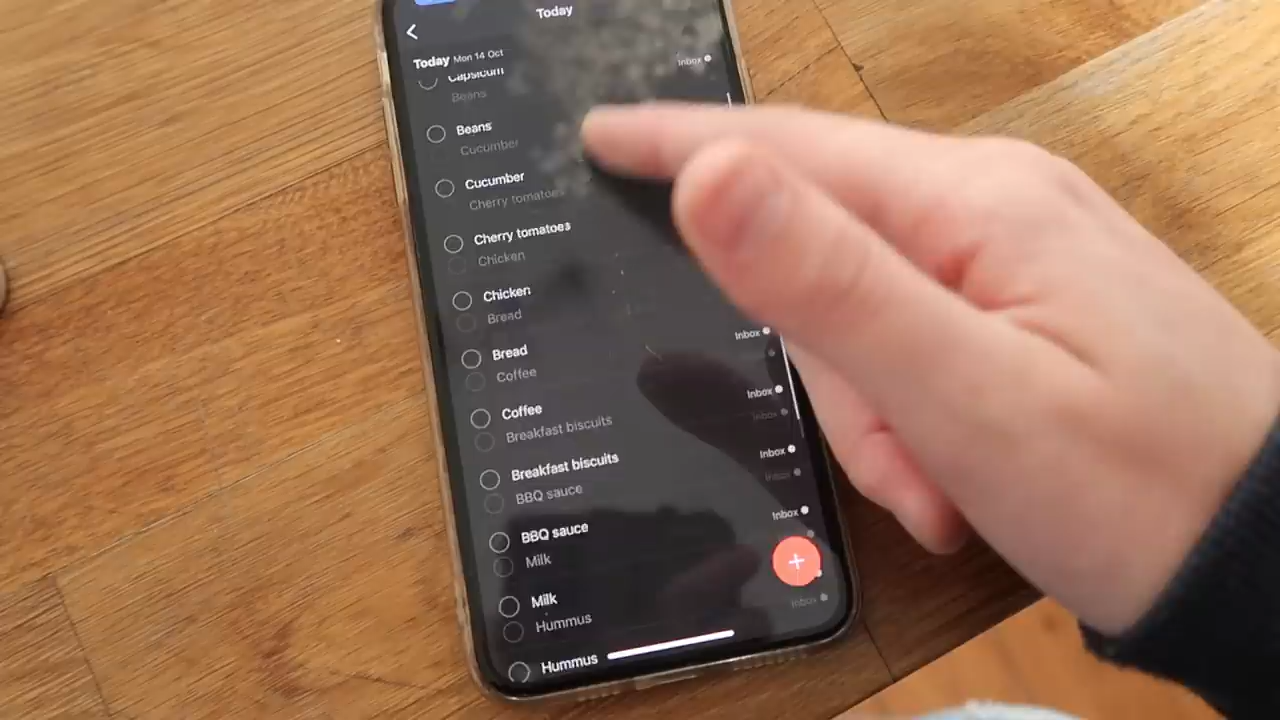 Today
Today Mon 14 Oct
Capsicum Inbox
Beans
Beans
Cucumber
Cucumber
Cherry tomatoes
Cherry tomatoes
Chicken
Chicken
Bread
Bread Inbox
Coffee
Coffee Inbox
Breakfast biscuits Inbox
Breakfast biscuits Inbox
BBQ sauce Inbox
BBQ sauce Inbox
Milk
Milk
Hummus Inbox
Hummus